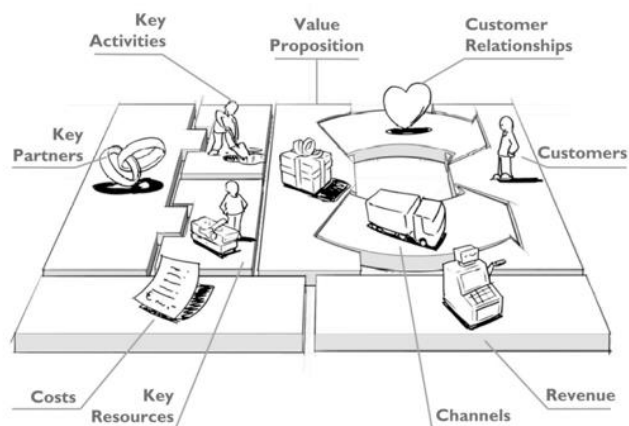 Key
Activities
Value
Proposition
Customer
Relationships
Key
Partners
Customers
Costs
Key
Resources
Channels
Revenue